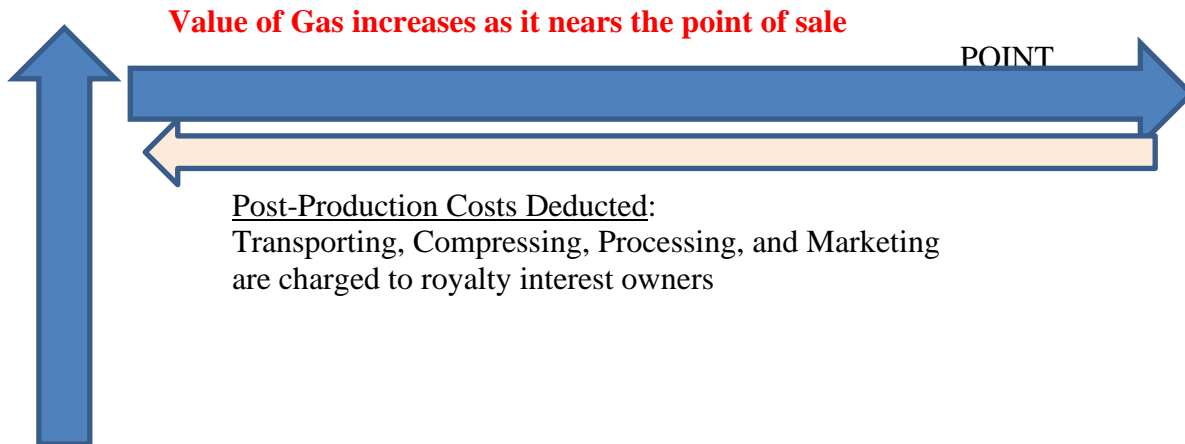 Value of Gas increases as it nears the point of sale
POINT
Post-Production Costs Deducted:
Transporting, Compressing, Processing, and Marketing
are charged to royalty interest owners